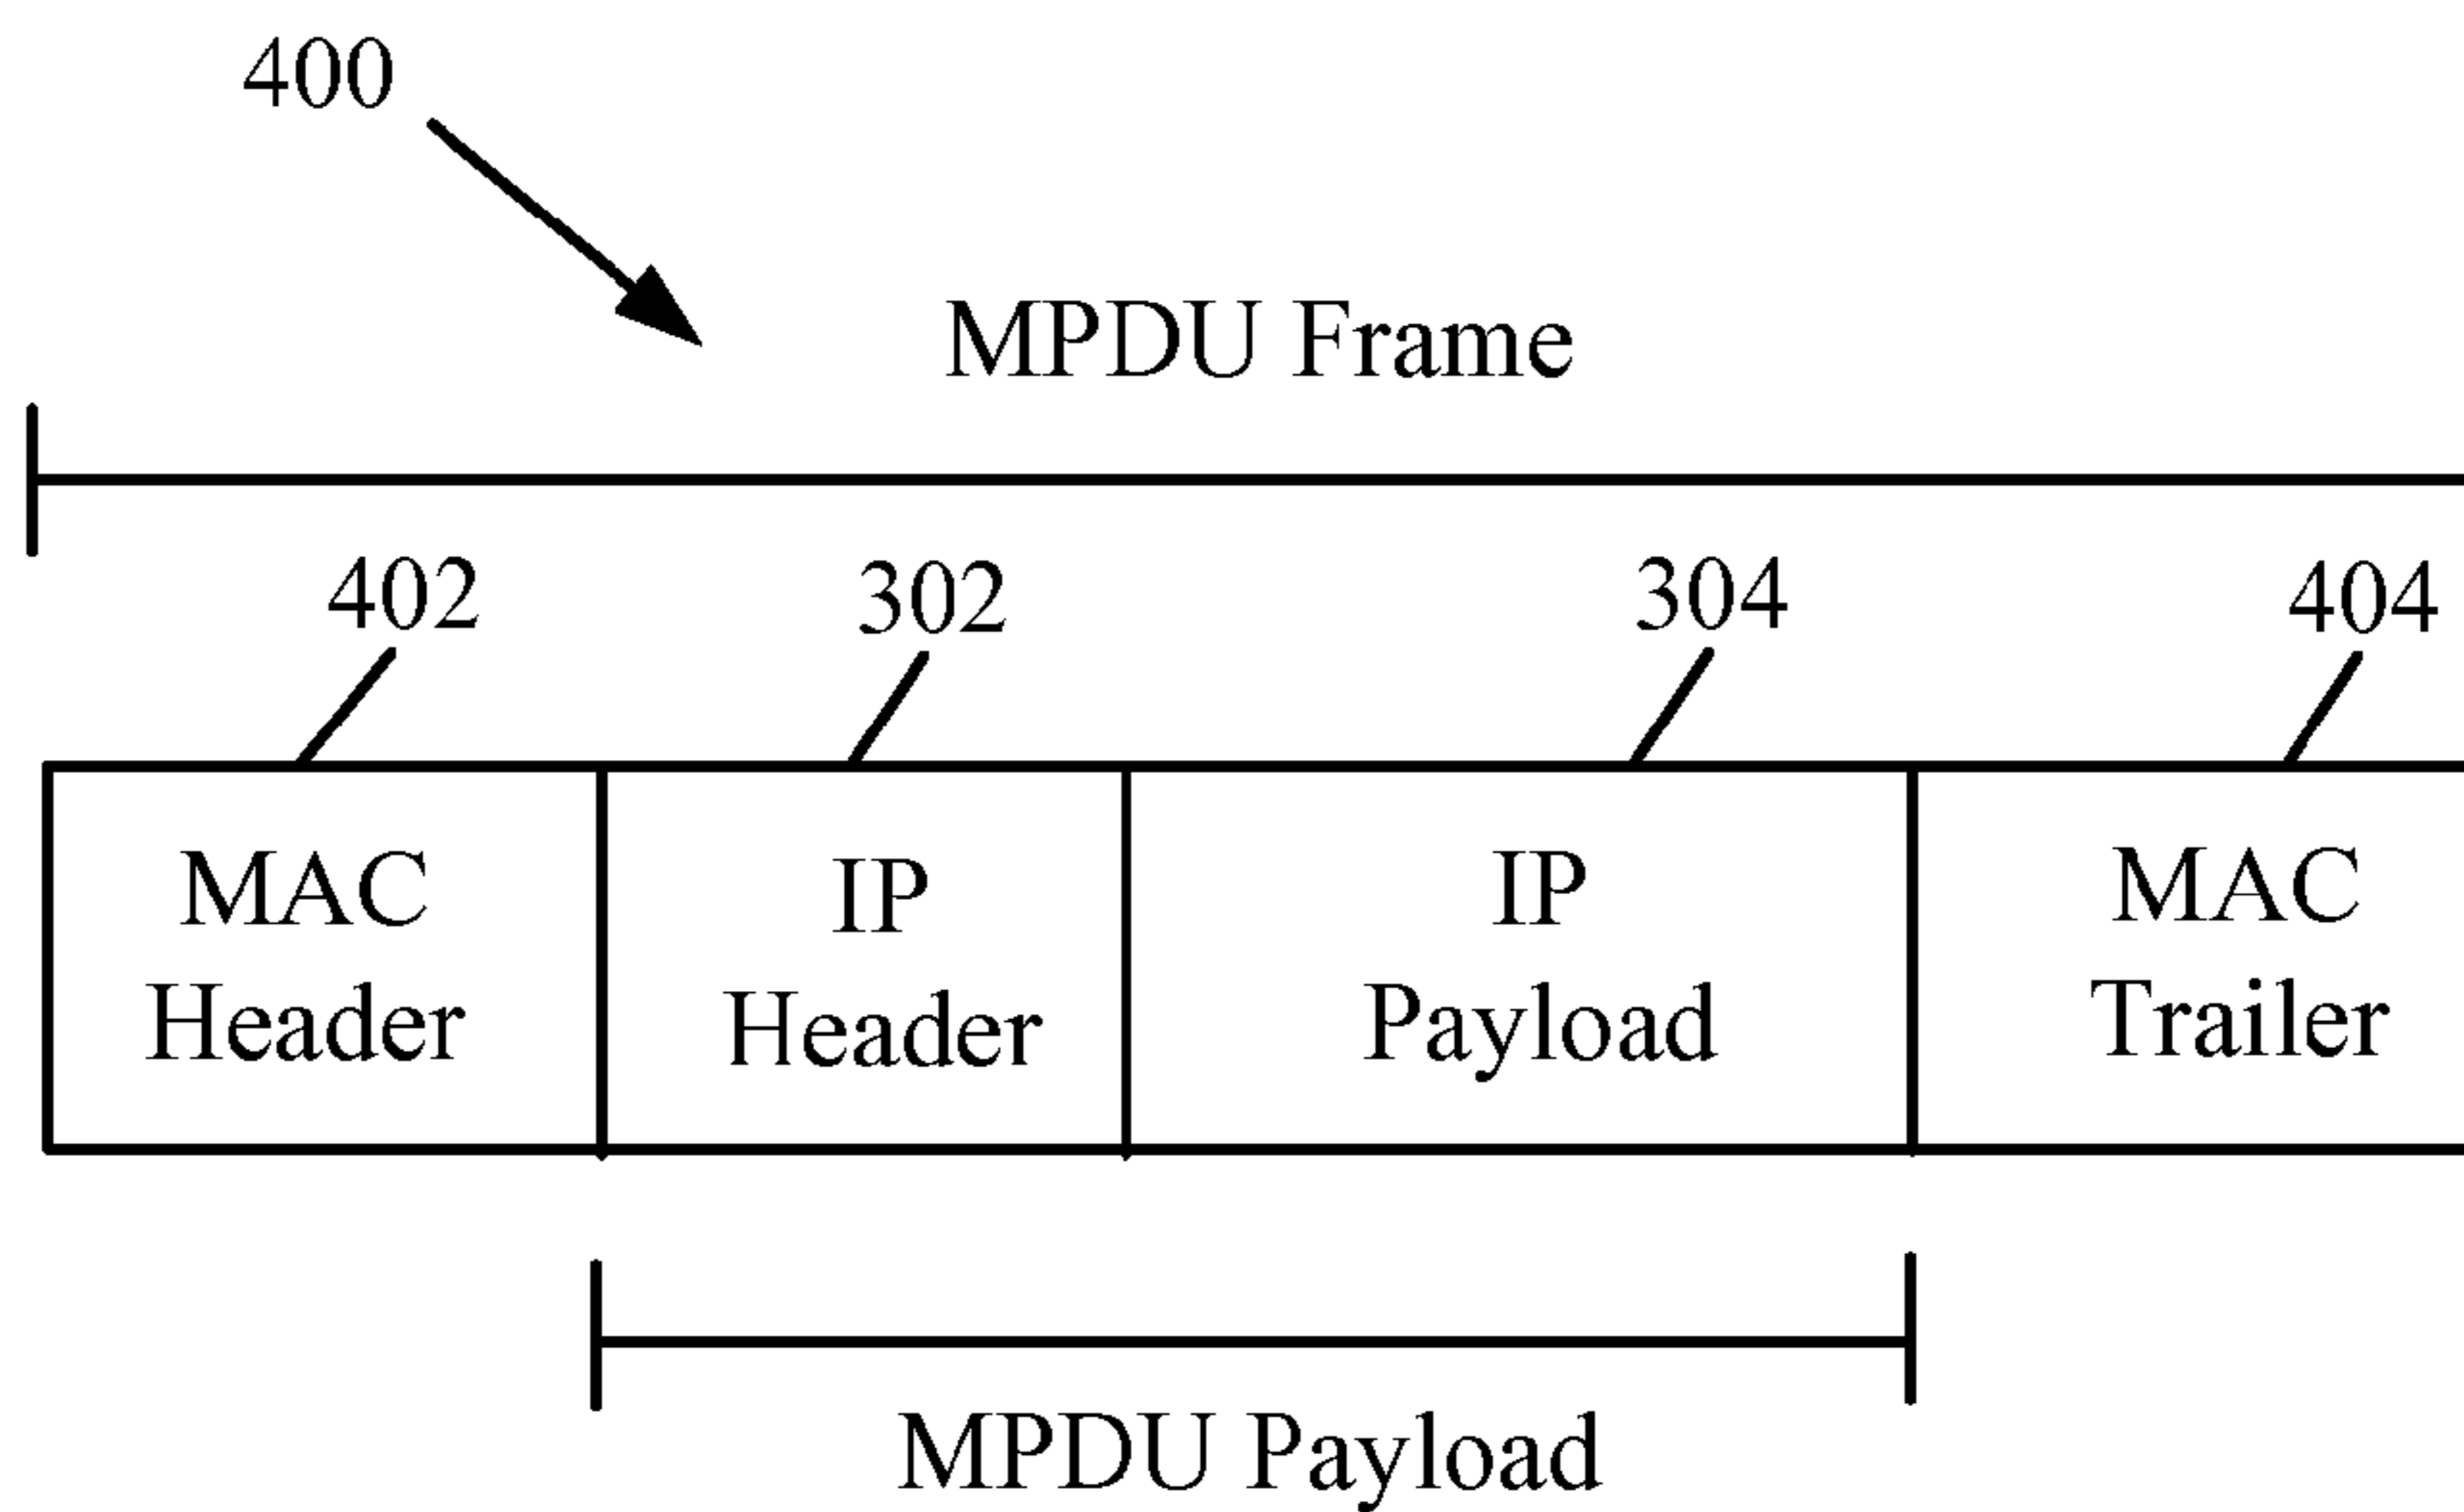 400
MPDU Frame
402
302
304
404
MAC
Header
IP
Header
IP
Payload
MAC
Trailer
MPDU Payload